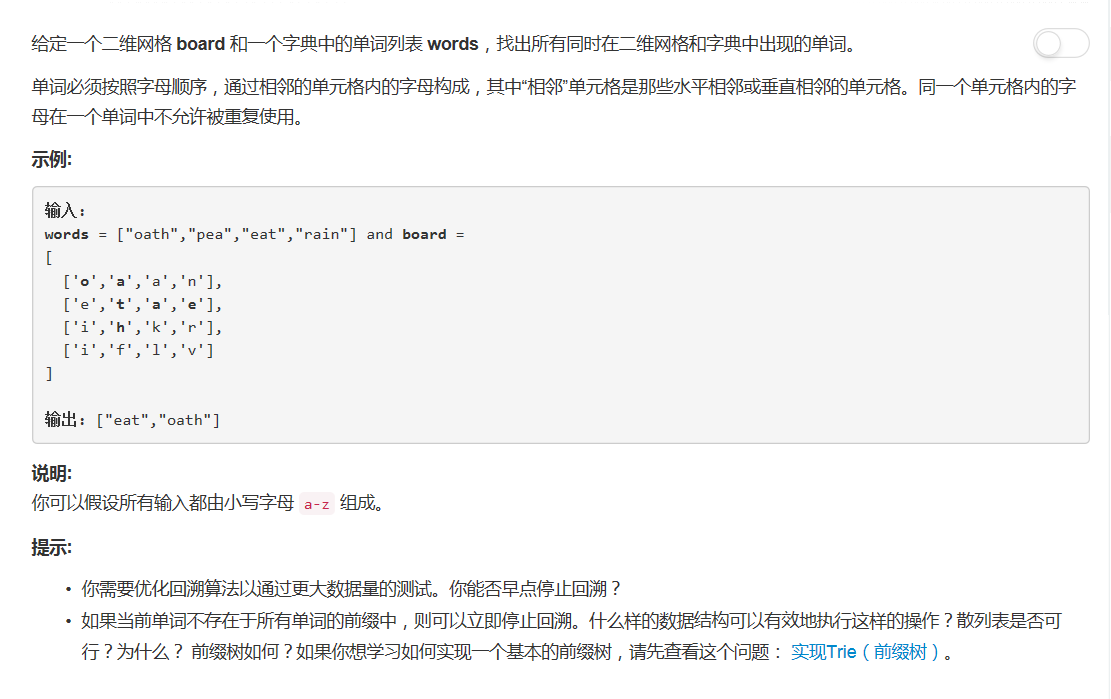 给定一个二维网格 board 和一个字典中的单词列表 words，找出所有同时在二维网格和字典中出现的单词。
单词必须按照字母顺序，通过相邻的单元格内的字母构成，其中“相邻”单元格是那些水平相邻或垂直相邻的单元格。同一个单元格内的字
母在一个单词中不允许被重复使用。
示例:
输入:
words = ["oath","pea","eat","rain"] and board =
[
  ['o','a','a','n'],
  ['e','t','a','e'],
  ['i','h','k','r'],
  ['i','f','l','v']
]
输出: ["eat","oath"]
说明:
你可以假设所有输入都由小写字母 a-z 组成。
提示:
• 你需要优化回溯算法以通过更大数据量的测试。你能否早点停止回溯？
• 如果当前单词不存在于所有单词的前缀中，则可以立即停止回溯。什么样的数据结构可以有效地执行这样的操作？散列表是否可
行？为什么？ 前缀树如何？如果你想学习如何实现一个基本的前缀树，请先查看这个问题： 实现Trie（前缀树）。